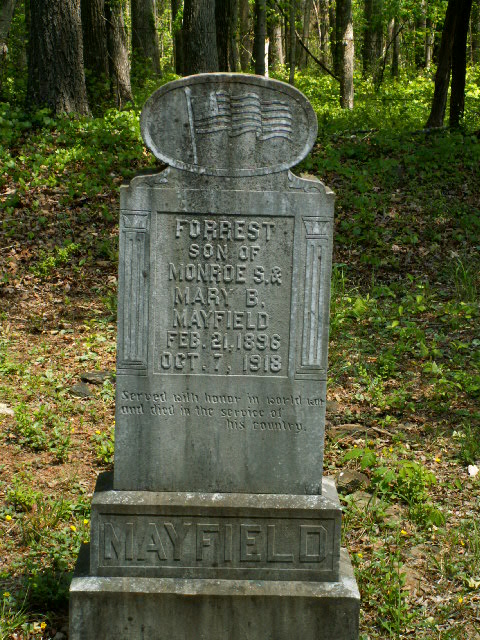 FORREST
SON OF
MONROE S. &
MARY B.
MAYFIELD
FEB. 21, 1896
OCT. 7, 1918
Served with honor in world war
and died in the service of
his country.
MAYFIELD